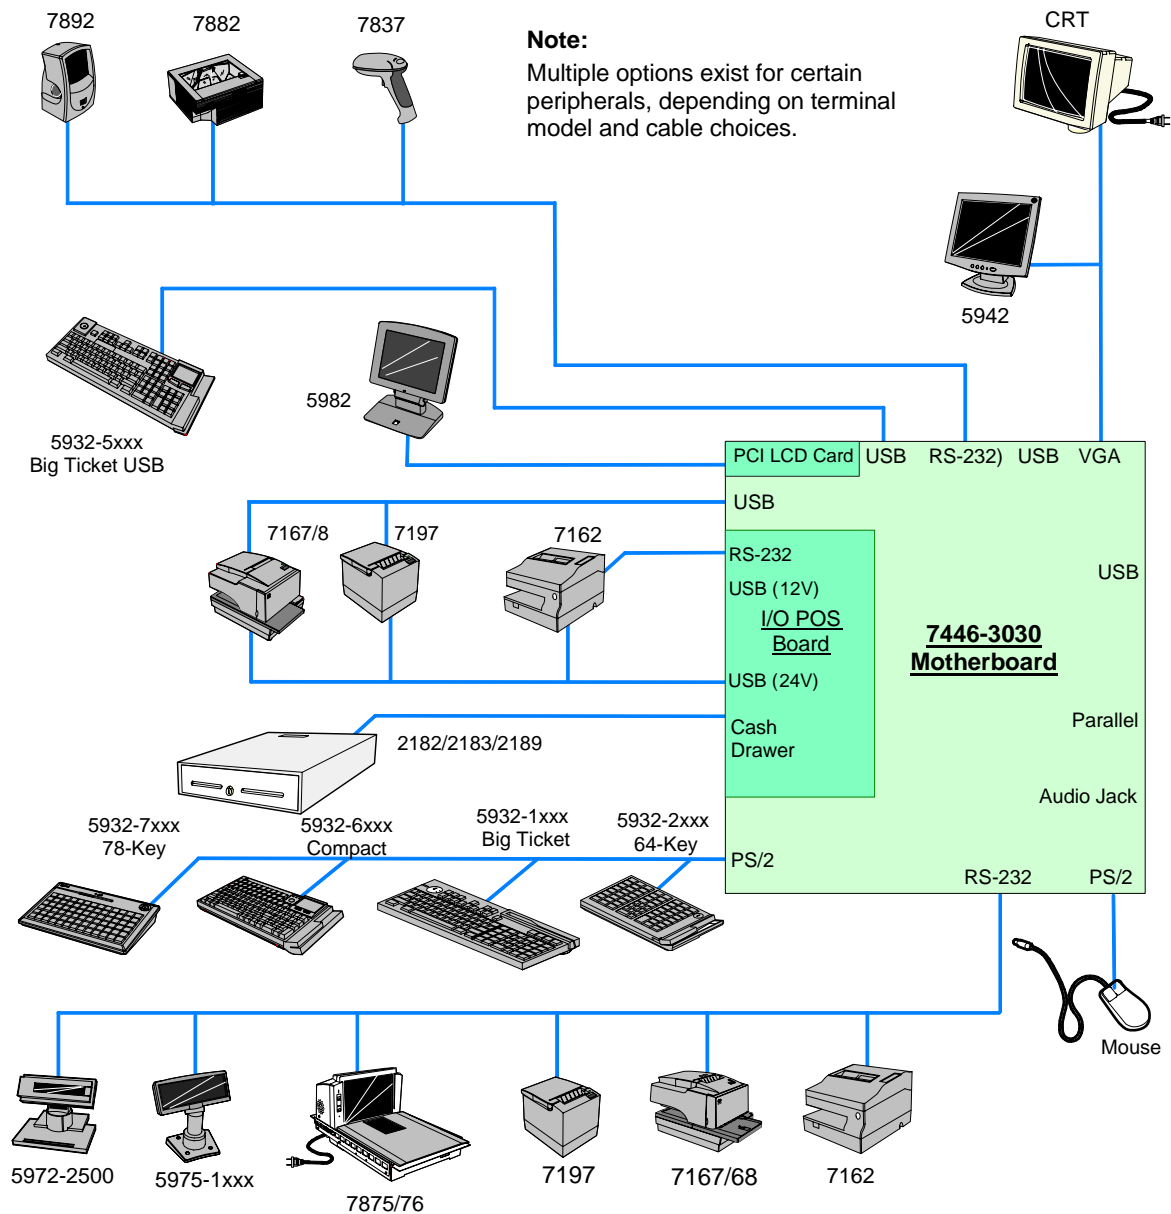 7892
7882
7837
Note:
Multiple options exist for certain
peripherals, depending on terminal
model and cable choices.
CRT
5942
5982
5932-5xxx
Big Ticket USB
PCI LCD Card
USB
RS-232)
USB
VGA
USB
7167/8
7197
7162
RS-232
USB (12V)
I/O POS
Board
USB
7446-3030
Motherboard
USB (24V)
Cash
Drawer
Parallel
2182/2183/2189
Audio Jack
5932-7xxx
78-Key
5932-6xxx
Compact
5932-1xxx
Big Ticket
5932-2xxx
64-Key
PS/2
RS-232
PS/2
Mouse
5972-2500
5975-1xxx
7875/76
7197
7167/68
7162